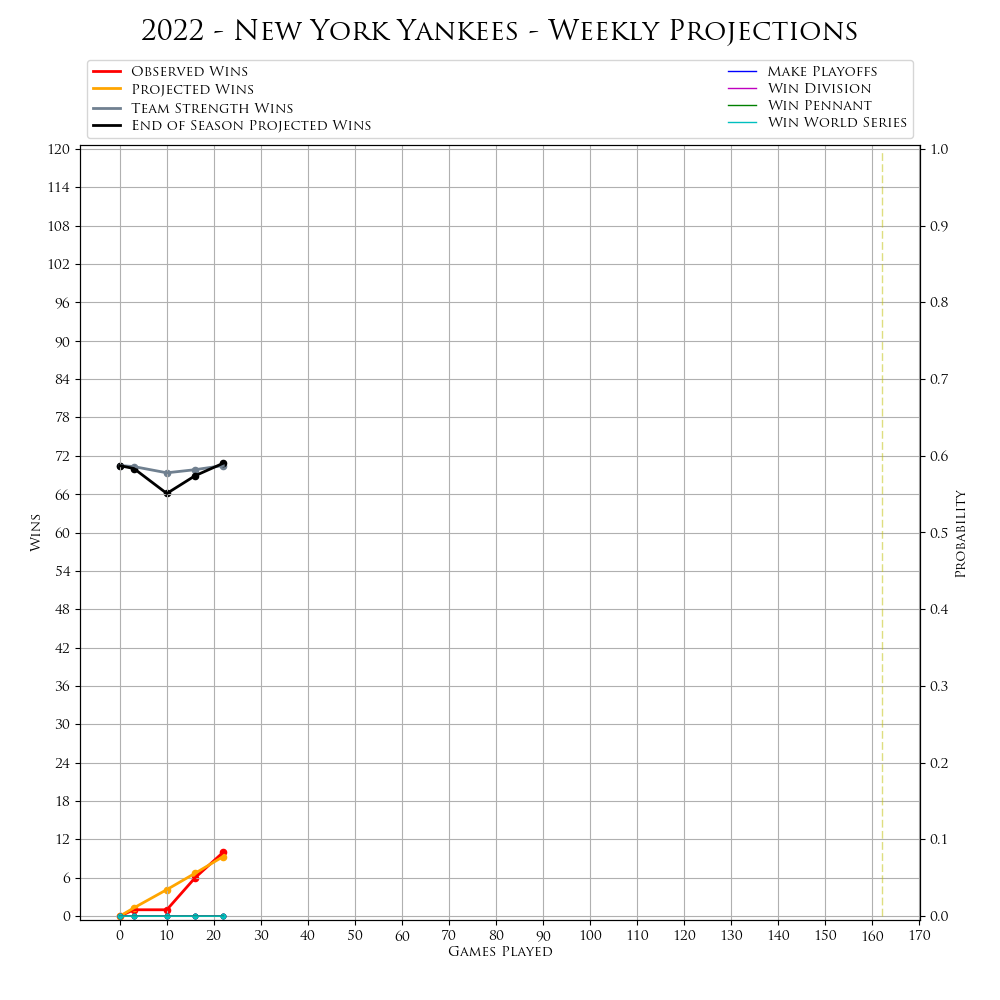 2022 - New York Yankees - Weekly Projections
Observed Wins
Projected Wins
Team Strength Wins
End of Season Projected Wins
Make Playoffs
Win Division
Win Pennant
Win World Series
120
114
108
102
96
90
84
78
72
66
60
54
48
42
36
30
24
18
12
6
0
Wins
1.0
0.9
0.8
0.7
0.6
0.5
0.4
0.3
0.2
0.1
0.0
Probability
0 10 20 30 40 50 60 70 80 90 100 110 120 130 140 150 160 170
Games Played